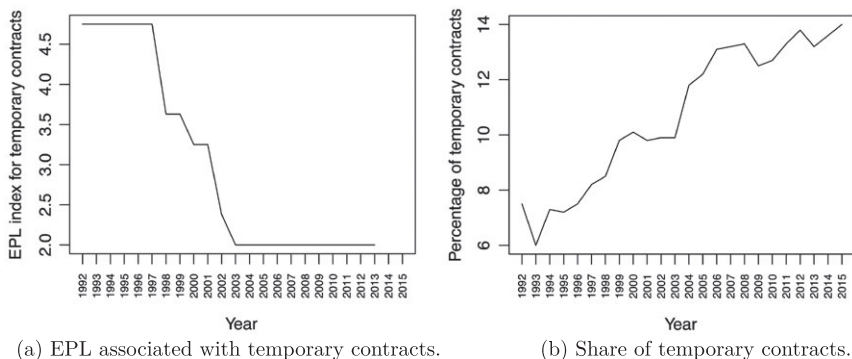 EPL index for temporary contracts
4.5
4.0
3.5
3.0
2.5
2.0
1992 1993 1994 1995 1996 1997 1998 1999 2000 2001 2002 2003 2004 2005 2006 2007 2008 2009 2010 2011 2012 2013 2014 2015
Year
(a) EPL associated with temporary contracts.
Percentage of temporary contracts
14
12
10
8
6
1992 1993 1994 1995 1996 1997 1998 1999 2000 2001 2002 2003 2004 2005 2006 2007 2008 2009 2010 2011 2012 2013 2014 2015
Year
(b) Share of temporary contracts.